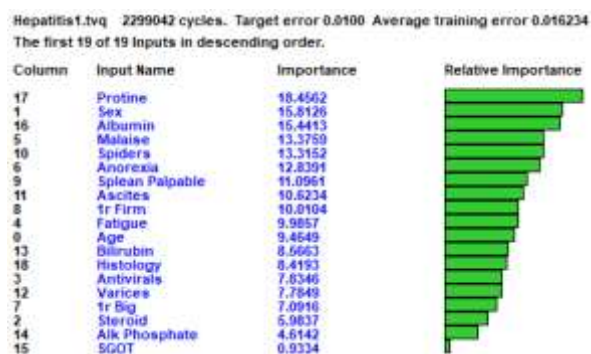 Hepatitis1.tvq 2299042 cycles. Target error 0.0100 Average training error 0.016234
The first 19 of 19 Inputs in descending order.
Column Input Name Importance Relative Importance
17 Protine 18.4562
1 Sex 15.8126
16 Albumin 15.4413
5 Malaise 13.3759
10 Spiders 13.3152
6 Anorexia 12.8391
9 Splean Palpable 11.0961
11 Ascites 10.6234
8 1r Firm 10.0104
4 Fatigue 9.9857
0 Age 9.4649
13 Bilirubin 8.5663
18 Histology 8.4193
3 Antivirals 7.8346
12 Varices 7.7849
7 1r Big 7.0916
2 Steroid 5.9837
14 Alk Phosphate 4.6142
15 SGOT 0.9334